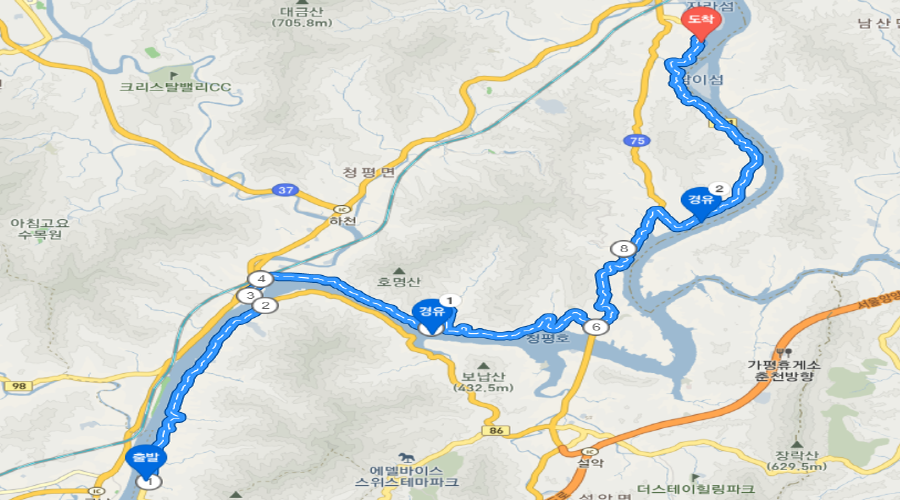 대금산
(705.8m)
자라섬
도착
남산면
크리스탈밸리CC
남이섬
75
청평면
37
IC
하천
2
경유
아침고요
수목원
8
4
호명산
3
2
1
경유
6
청평호
서울양양
가평휴게소
춘천방향
98
보납산
(432.5m)
86
출발
1
에델바이스
스위스테마파크
IC
설악
장락산
(629.5m)
IC
더스테이힐링파크
설악면